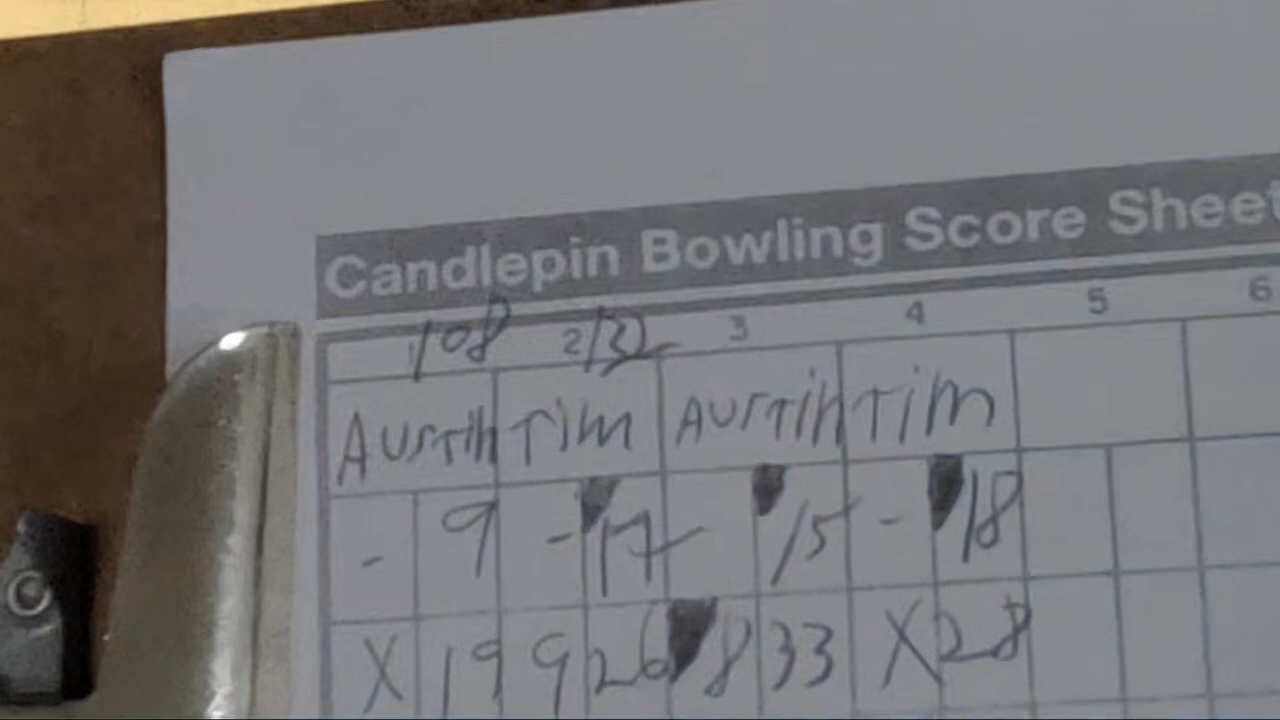 Candlepin Bowling Score Sheet
1 108 2 132 3 4 5 6
AUSTIN TIM AUSTIN TIM
- 9 - 17 - 15 - 18
X 19 9 26 8 33 X 28